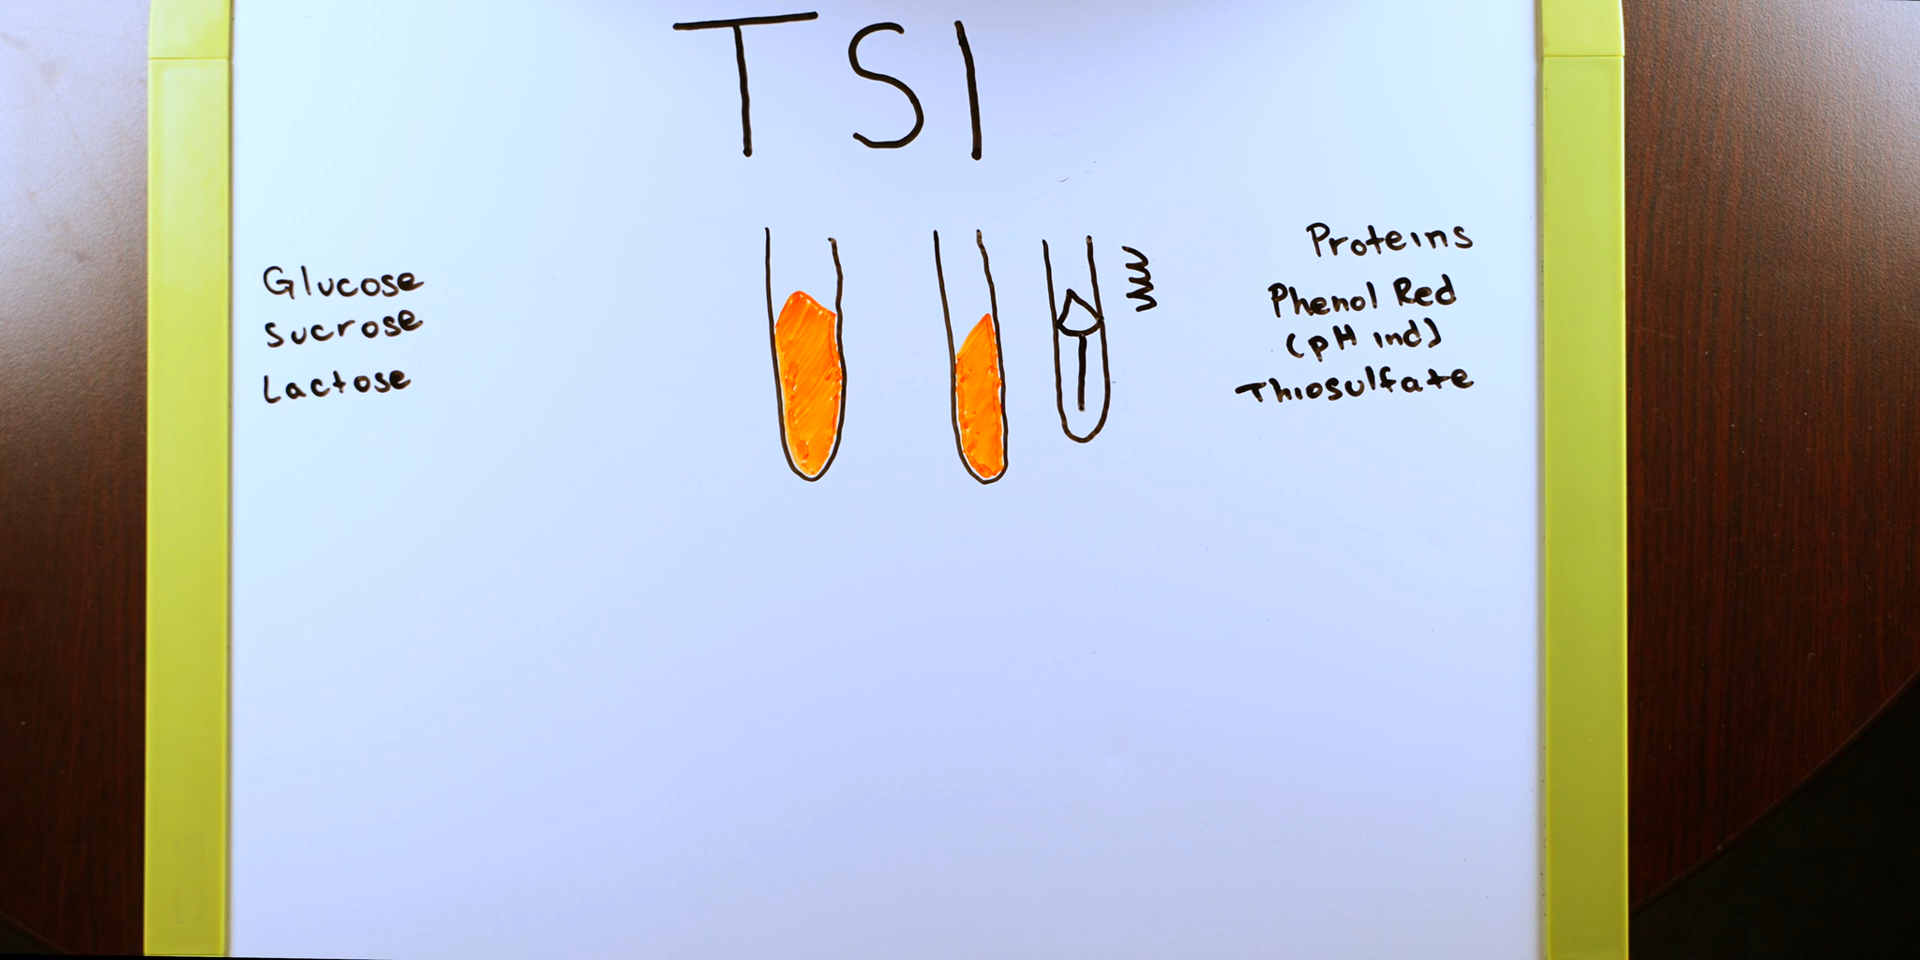 TSI
Glucose
Sucrose
Lactose
Proteins
Phenol Red
(pH ind)
Thiosulfate